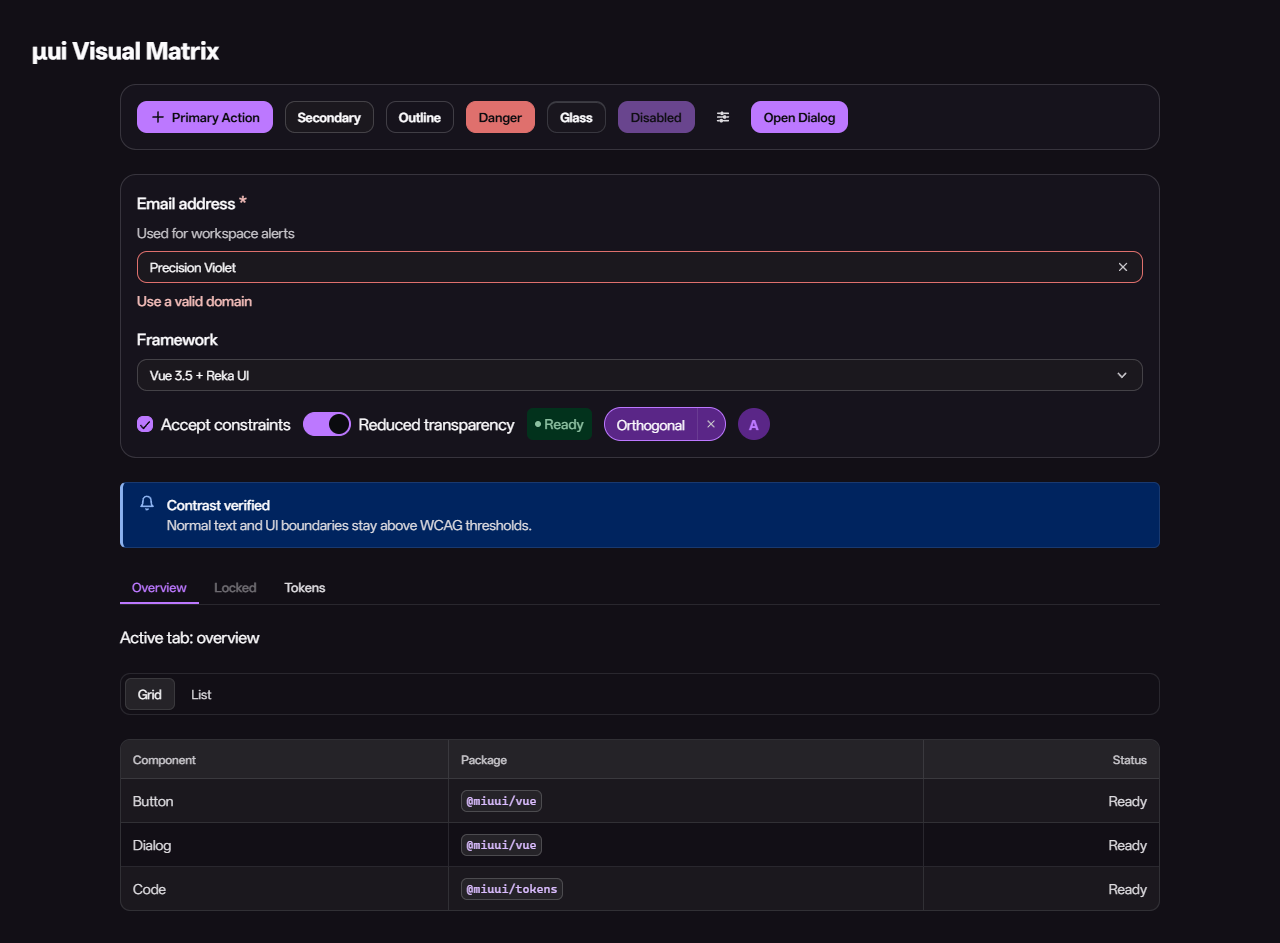 µui Visual Matrix
Primary Action Secondary Outline Danger Glass Disabled Open Dialog
Email address *
Used for workspace alerts
Precision Violet
Use a valid domain
Framework
Vue 3.5 + Reka UI
Accept constraints Reduced transparency Ready Orthogonal A
Contrast verified
Normal text and UI boundaries stay above WCAG thresholds.
Overview Locked Tokens
Active tab: overview
Grid List
Component Package Status
Button @miuui/vue Ready
Dialog @miuui/vue Ready
Code @miuui/tokens Ready